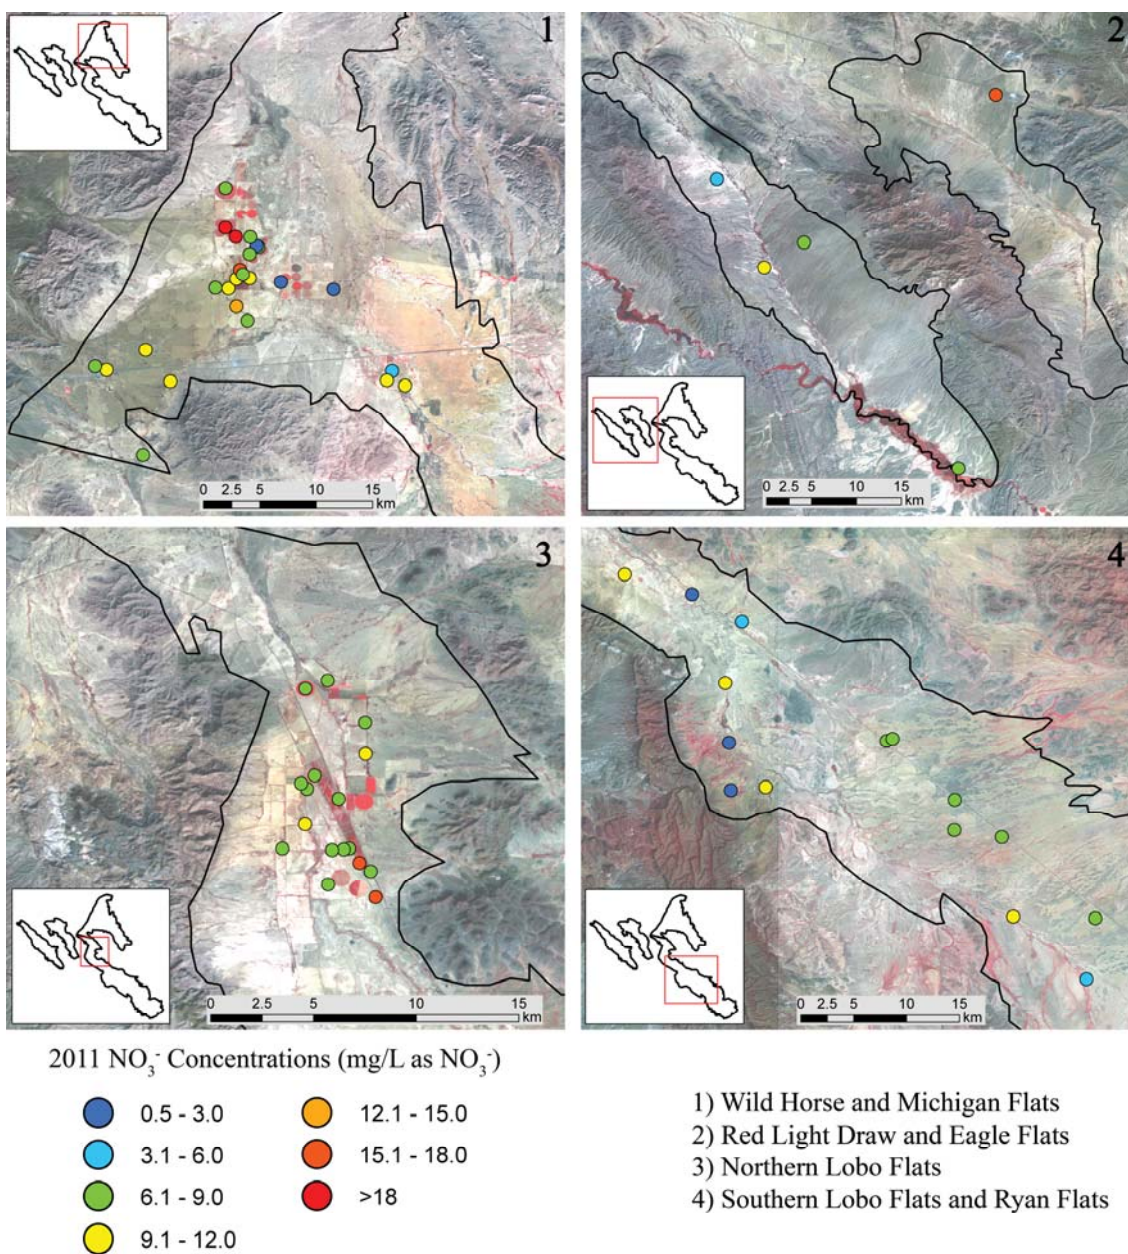 1
0 2.5 5 10 15
km
2
0 2.5 5 10 15
km
3
0 2.5 5 10 15
km
4
0 2.5 5 10 15
km
2011 NO₃⁻ Concentrations (mg/L as NO₃⁻)
0.5 - 3.0
3.1 - 6.0
6.1 - 9.0
9.1 - 12.0
12.1 - 15.0
15.1 - 18.0
>18
1) Wild Horse and Michigan Flats
2) Red Light Draw and Eagle Flats
3) Northern Lobo Flats
4) Southern Lobo Flats and Ryan Flats